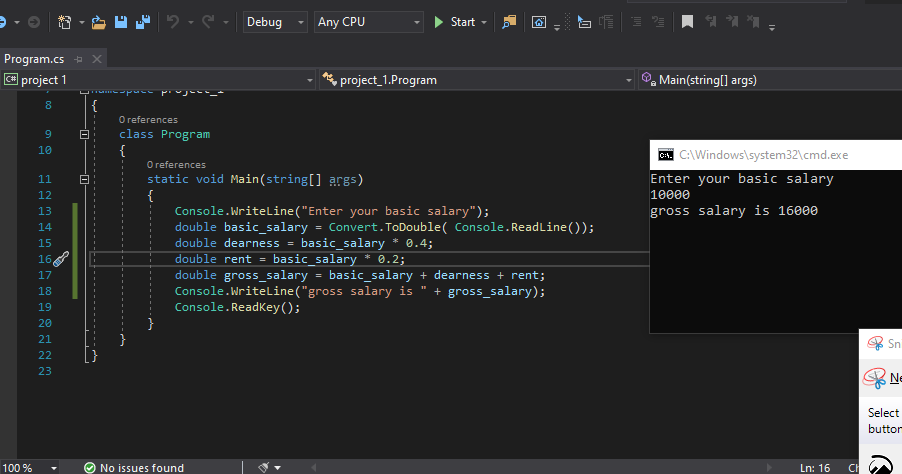 Debug Any CPU Start
Program.cs
C# project 1 project_1.Program Main(string[] args)
7 namespace project_1
8 {
0 references
9 class Program
10 {
0 references
11 static void Main(string[] args)
12 {
13 Console.WriteLine("Enter your basic salary");
14 double basic_salary = Convert.ToDouble( Console.ReadLine());
15 double dearness = basic_salary * 0.4;
16 double rent = basic_salary * 0.2;
17 double gross_salary = basic_salary + dearness + rent;
18 Console.WriteLine("gross salary is " + gross_salary);
19 Console.ReadKey();
20 }
21 }
22 }
23
C:\Windows\system32\cmd.exe
Enter your basic salary
10000
gross salary is 16000
Sn
Ne
Select
button
100 % No issues found Ln: 16 Ch